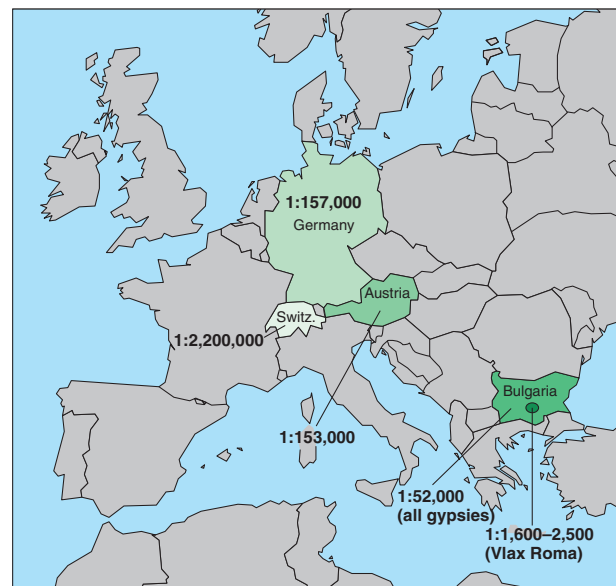 1:157,000
Germany
Austria
Switz.
1:2,200,000
Bulgaria
1:153,000
1:52,000
(all gypsies)
1:1,600–2,500
(Vlax Roma)